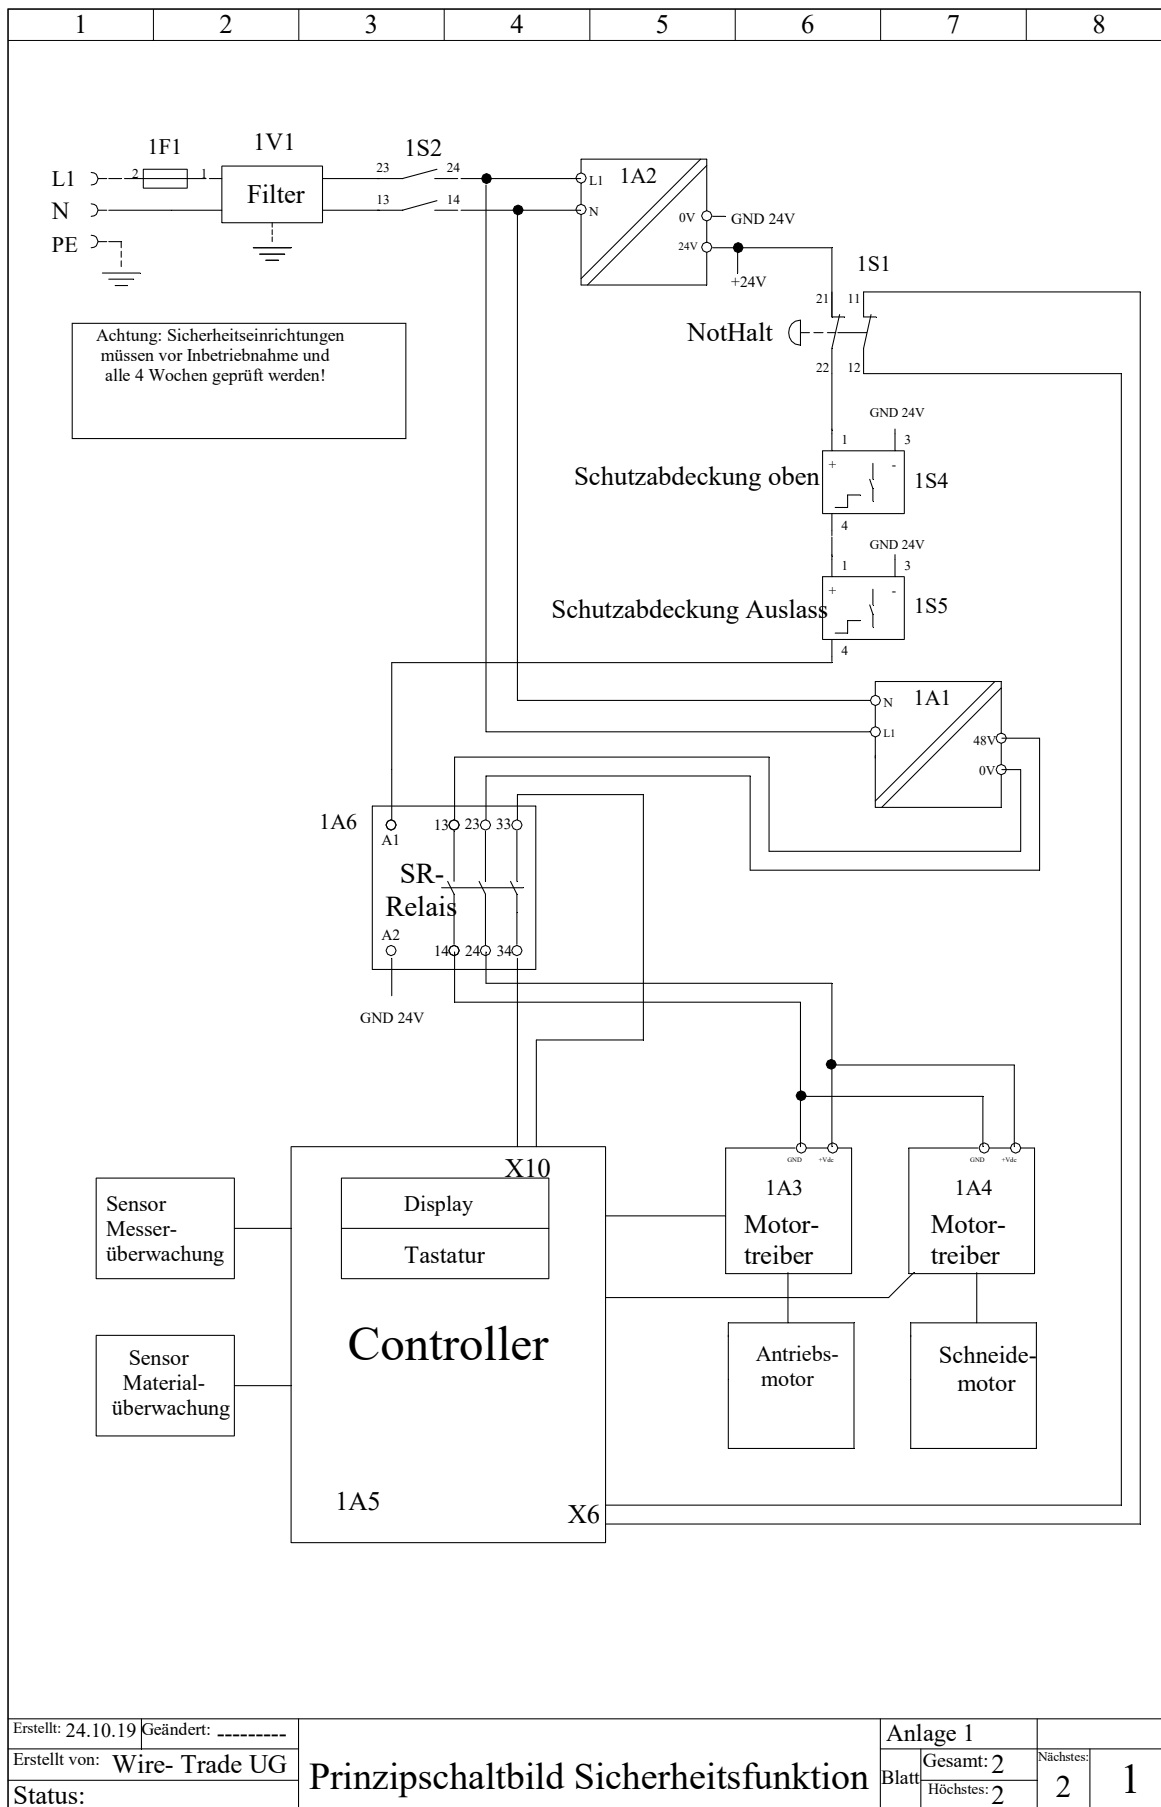 1 2 3 4 5 6 7 8
1F1 1V1 1S2
L1 2 1 Filter 23 24 L1 1A2
N 13 14 N 0V GND 24V
PE 24V
+24V 1S1
21 11
NotHalt
22 12
Achtung: Sicherheitseinrichtungen
müssen vor Inbetriebnahme und
alle 4 Wochen geprüft werden!
GND 24V
1 3
+ -
Schutzabdeckung oben 1S4
4
GND 24V
1 3
+ -
Schutzabdeckung Auslass 1S5
4
N 1A1
L1 48V
0V
1A6 A1 13 23 33
SR-
Relais
A2 14 24 34
GND 24V
X10
Display
Tastatur
Controller
1A5
X6
Sensor
Messer-
überwachung
Sensor
Material-
überwachung
GND +Vdc
1A3
Motor-
treiber
GND +Vdc
1A4
Motor-
treiber
Antriebs-
motor
Schneide-
motor
Erstellt: 24.10.19 Geändert: ---------
Erstellt von: Wire- Trade UG
Status:
Prinzipschaltbild Sicherheitsfunktion
Anlage 1
Blatt Gesamt: 2
Höchstes: 2
Nächstes:
2
1